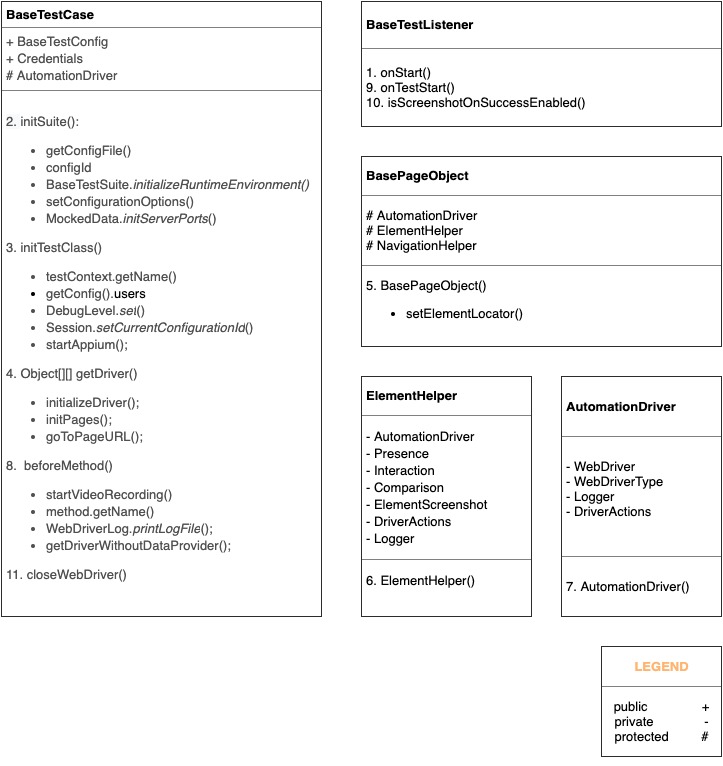 BaseTestCase
+ BaseTestConfig
+ Credentials
# AutomationDriver
2. initSuite():
• getConfigFile()
• configId
• BaseTestSuite.initializeRuntimeEnvironment()
• setConfigurationOptions()
• MockedData.initServerPorts()
3. initTestClass()
• testContext.getName()
• getConfig().users
• DebugLevel.sel()
• Session.setCurrentConfigurationId()
• startAppium();
4. Object[][] getDriver()
• initializeDriver();
• initPages();
• goToPageURL();
8. beforeMethod()
• startVideoRecording()
• method.getName()
• WebDriverLog.printLogFile();
• getDriverWithoutDataProvider();
11. closeWebDriver()
BaseTestListener
1. onStart()
9. onTestStart()
10. isScreenshotOnSuccessEnabled()
BasePageObject
# AutomationDriver
# ElementHelper
# NavigationHelper
5. BasePageObject()
• setElementLocator()
ElementHelper
- AutomationDriver
- Presence
- Interaction
- Comparison
- ElementScreenshot
- DriverActions
- Logger
6. ElementHelper()
AutomationDriver
- WebDriver
- WebDriverType
- Logger
- DriverActions
7. AutomationDriver()
LEGEND
public +
private -
protected #